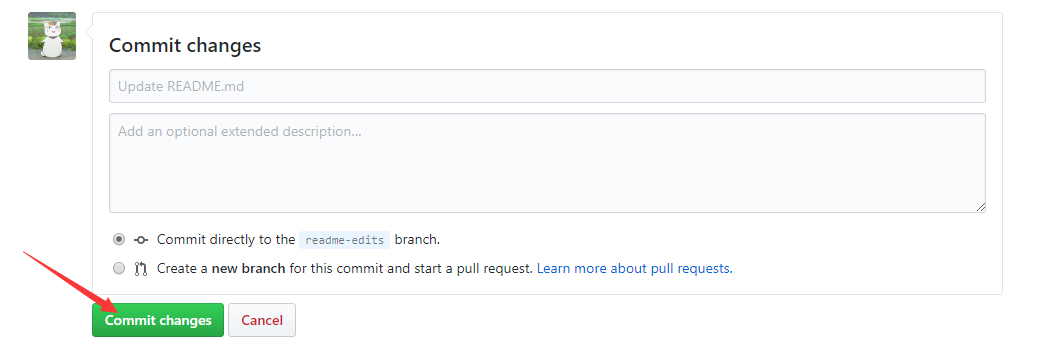 Commit changes
Update README.md
Add an optional extended description...
Commit directly to the readme-edits branch.
Create a new branch for this commit and start a pull request. Learn more about pull requests.
Commit changes Cancel